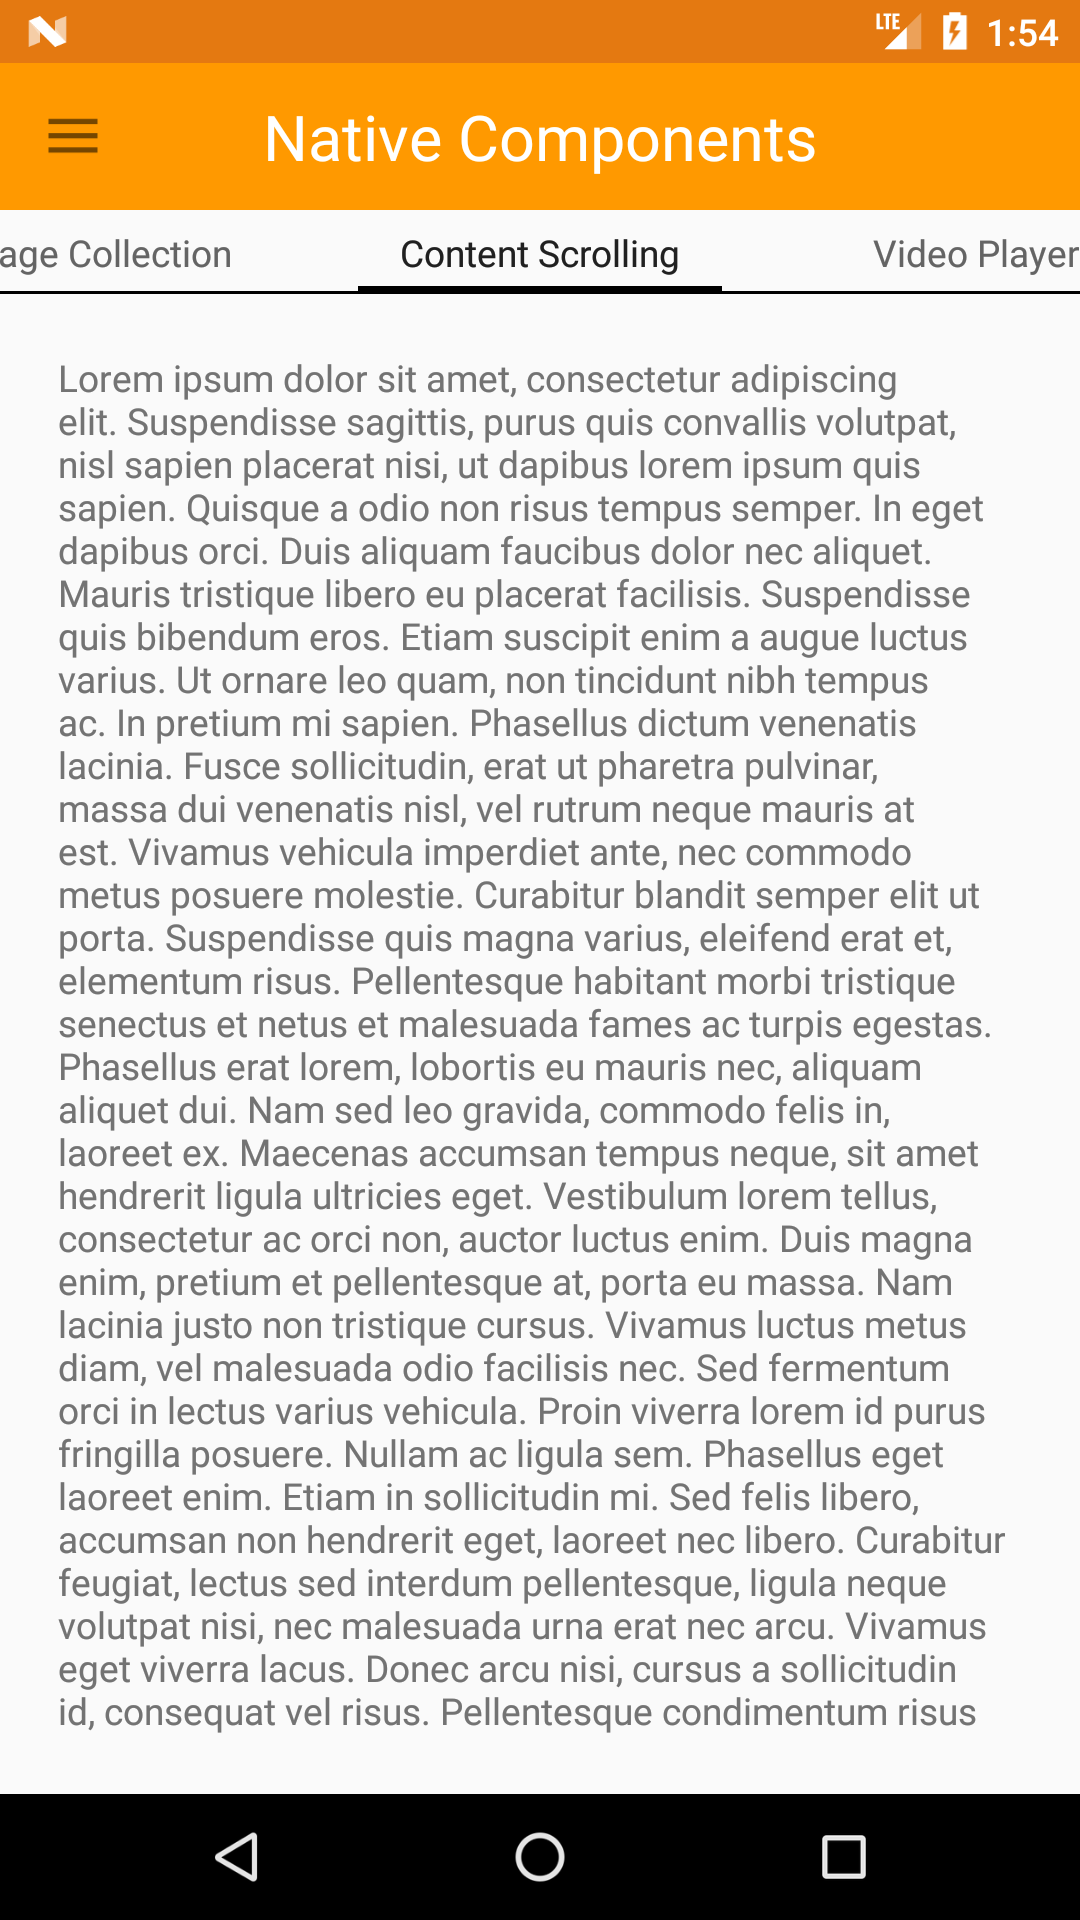 LTE 1:54
Native Components
age Collection Content Scrolling Video Player
Lorem ipsum dolor sit amet, consectetur adipiscing
elit. Suspendisse sagittis, purus quis convallis volutpat,
nisl sapien placerat nisi, ut dapibus lorem ipsum quis
sapien. Quisque a odio non risus tempus semper. In eget
dapibus orci. Duis aliquam faucibus dolor nec aliquet.
Mauris tristique libero eu placerat facilisis. Suspendisse
quis bibendum eros. Etiam suscipit enim a augue luctus
varius. Ut ornare leo quam, non tincidunt nibh tempus
ac. In pretium mi sapien. Phasellus dictum venenatis
lacinia. Fusce sollicitudin, erat ut pharetra pulvinar,
massa dui venenatis nisl, vel rutrum neque mauris at
est. Vivamus vehicula imperdiet ante, nec commodo
metus posuere molestie. Curabitur blandit semper elit ut
porta. Suspendisse quis magna varius, eleifend erat et,
elementum risus. Pellentesque habitant morbi tristique
senectus et netus et malesuada fames ac turpis egestas.
Phasellus erat lorem, lobortis eu mauris nec, aliquam
aliquet dui. Nam sed leo gravida, commodo felis in,
laoreet ex. Maecenas accumsan tempus neque, sit amet
hendrerit ligula ultricies eget. Vestibulum lorem tellus,
consectetur ac orci non, auctor luctus enim. Duis magna
enim, pretium et pellentesque at, porta eu massa. Nam
lacinia justo non tristique cursus. Vivamus luctus metus
diam, vel malesuada odio facilisis nec. Sed fermentum
orci in lectus varius vehicula. Proin viverra lorem id purus
fringilla posuere. Nullam ac ligula sem. Phasellus eget
laoreet enim. Etiam in sollicitudin mi. Sed felis libero,
accumsan non hendrerit eget, laoreet nec libero. Curabitur
feugiat, lectus sed interdum pellentesque, ligula neque
volutpat nisi, nec malesuada urna erat nec arcu. Vivamus
eget viverra lacus. Donec arcu nisi, cursus a sollicitudin
id, consequat vel risus. Pellentesque condimentum risus